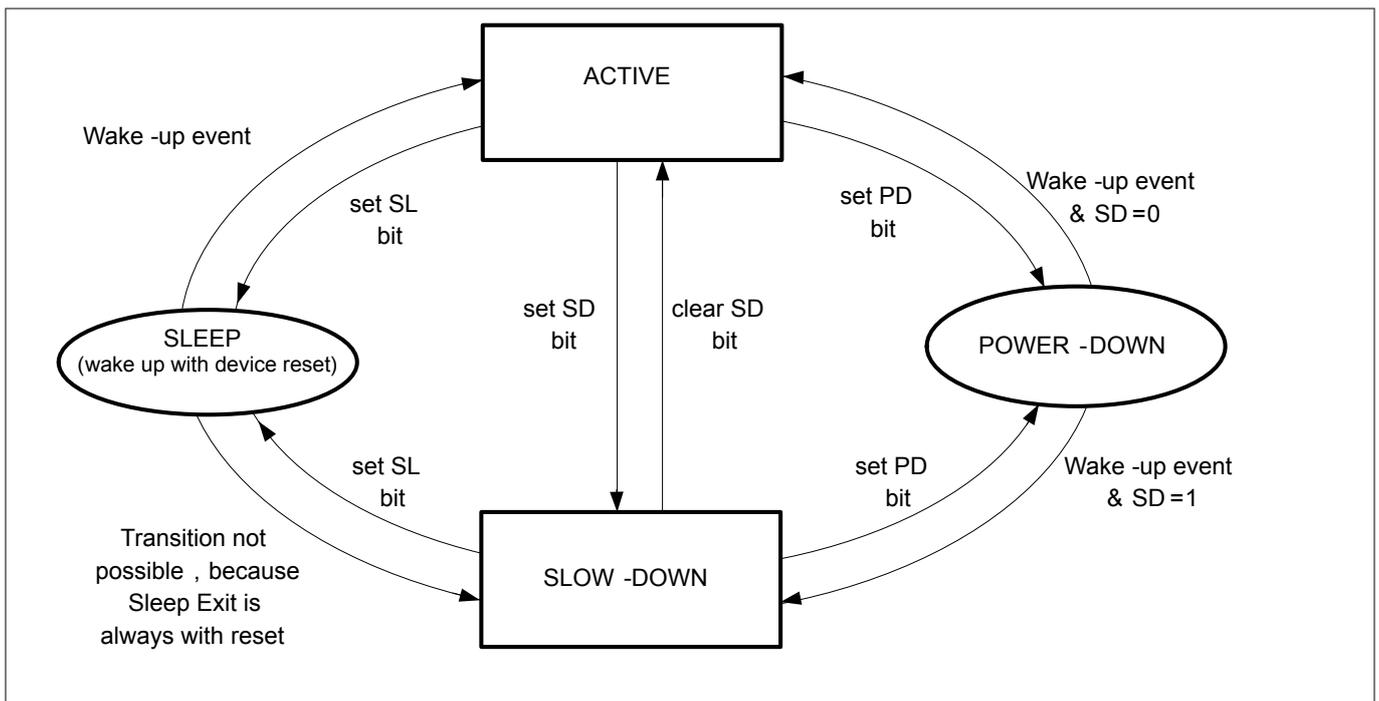 ACTIVE
Wake -up event
set SL
bit
set PD
bit
Wake -up event
& SD =0
set SD
bit
clear SD
bit
SLEEP
(wake up with device reset)
POWER -DOWN
set SL
bit
set PD
bit
Wake -up event
& SD =1
Transition not
possible , because
Sleep Exit is
always with reset
SLOW -DOWN